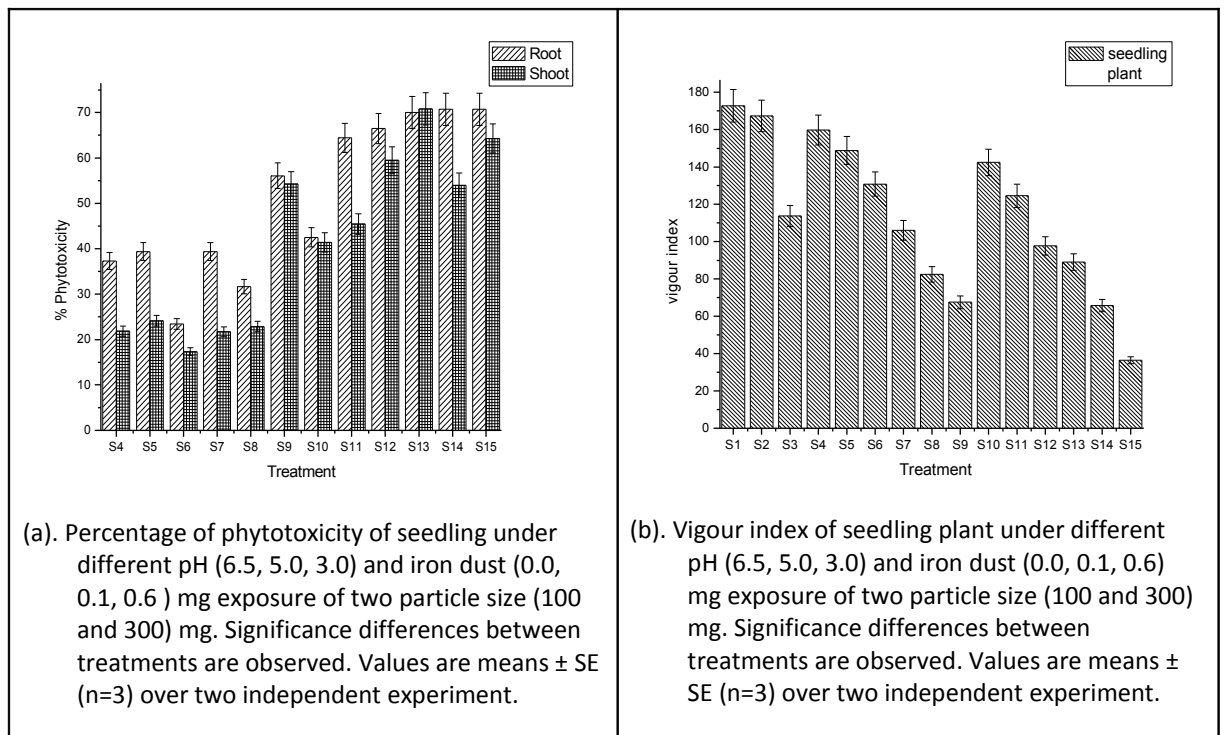 Root
Shoot
% Phytotoxicity
70
60
50
40
30
20
10
0
S4 S5 S6 S7 S8 S9 S10 S11 S12 S13 S14 S15
Treatment
(a). Percentage of phytotoxicity of seedling under
different pH (6.5, 5.0, 3.0) and iron dust (0.0,
0.1, 0.6 ) mg exposure of two particle size (100
and 300) mg. Significance differences between
treatments are observed. Values are means ± SE
(n=3) over two independent experiment.
seedling
plant
vigour index
180
160
140
120
100
80
60
40
20
0
S1 S2 S3 S4 S5 S6 S7 S8 S9 S10 S11 S12 S13 S14 S15
Treatment
(b). Vigour index of seedling plant under different
pH (6.5, 5.0, 3.0) and iron dust (0.0, 0.1, 0.6)
mg exposure of two particle size (100 and 300)
mg. Significance differences between
treatments are observed. Values are means ±
SE (n=3) over two independent experiment.